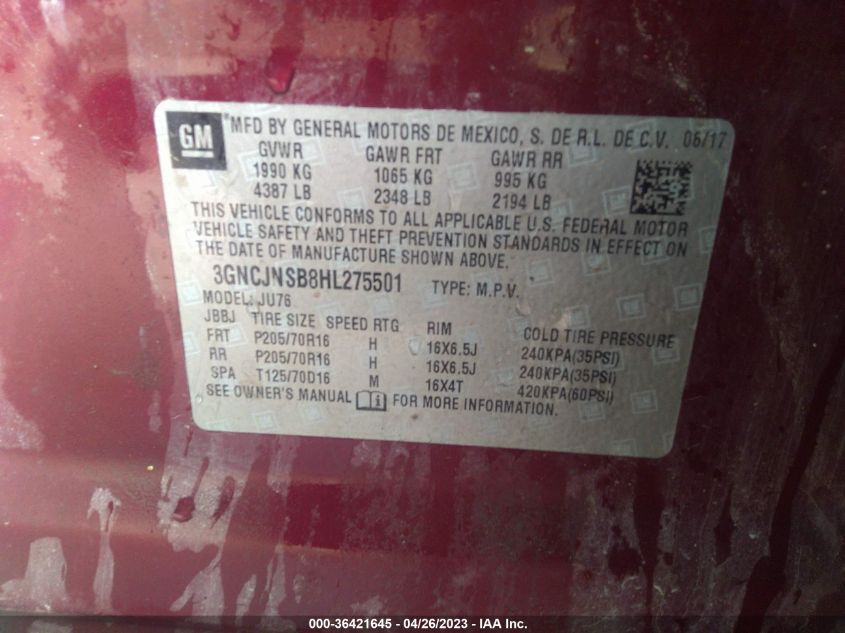 GM
MFD BY GENERAL MOTORS DE MEXICO, S. DE R.L. DE C.V. 06/17
GVWR GAWR FRT GAWR RR
1990 KG 1065 KG 995 KG
4387 LB 2348 LB 2194 LB
THIS VEHICLE CONFORMS TO ALL APPLICABLE U.S. FEDERAL MOTOR
VEHICLE SAFETY AND THEFT PREVENTION STANDARDS IN EFFECT ON
THE DATE OF MANUFACTURE SHOWN ABOVE.
3GNCJNSB8HL275501 TYPE: M.P.V.
MODEL: JU76
JBBJ TIRE SIZE SPEED RTG RIM COLD TIRE PRESSURE
FRT P205/70R16 H 16X6.5J 240KPA(35PSI)
RR P205/70R16 H 16X6.5J 240KPA(35PSI)
SPA T125/70D16 M 16X4T 420KPA(60PSI)
SEE OWNER'S MANUAL FOR MORE INFORMATION.
000-36421645 / 04/26/2023 - IAA Inc.